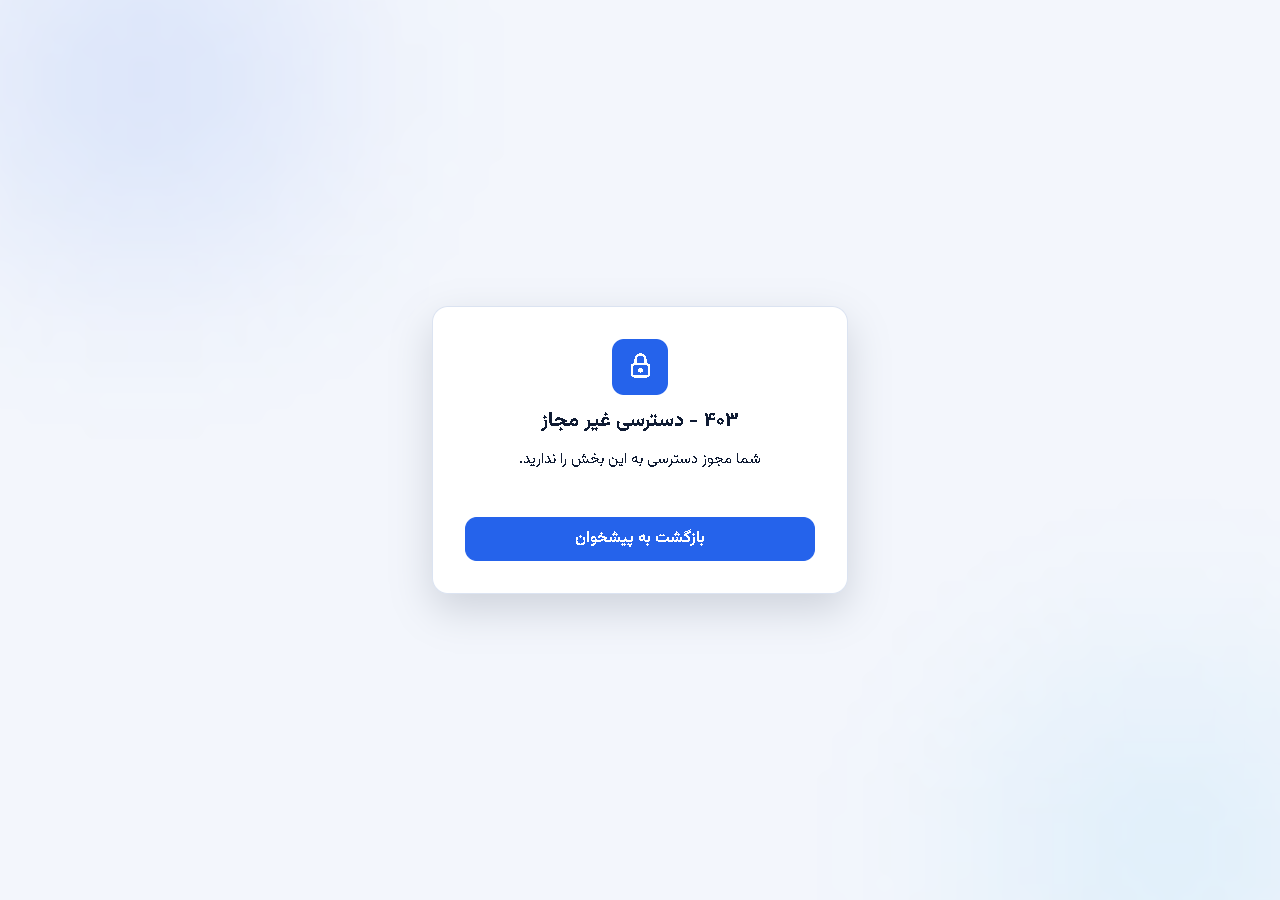 ۴۰۳ - دسترسی غیر مجاز
شما مجوز دسترسی به این بخش را ندارید.
بازگشت به پیشخوان